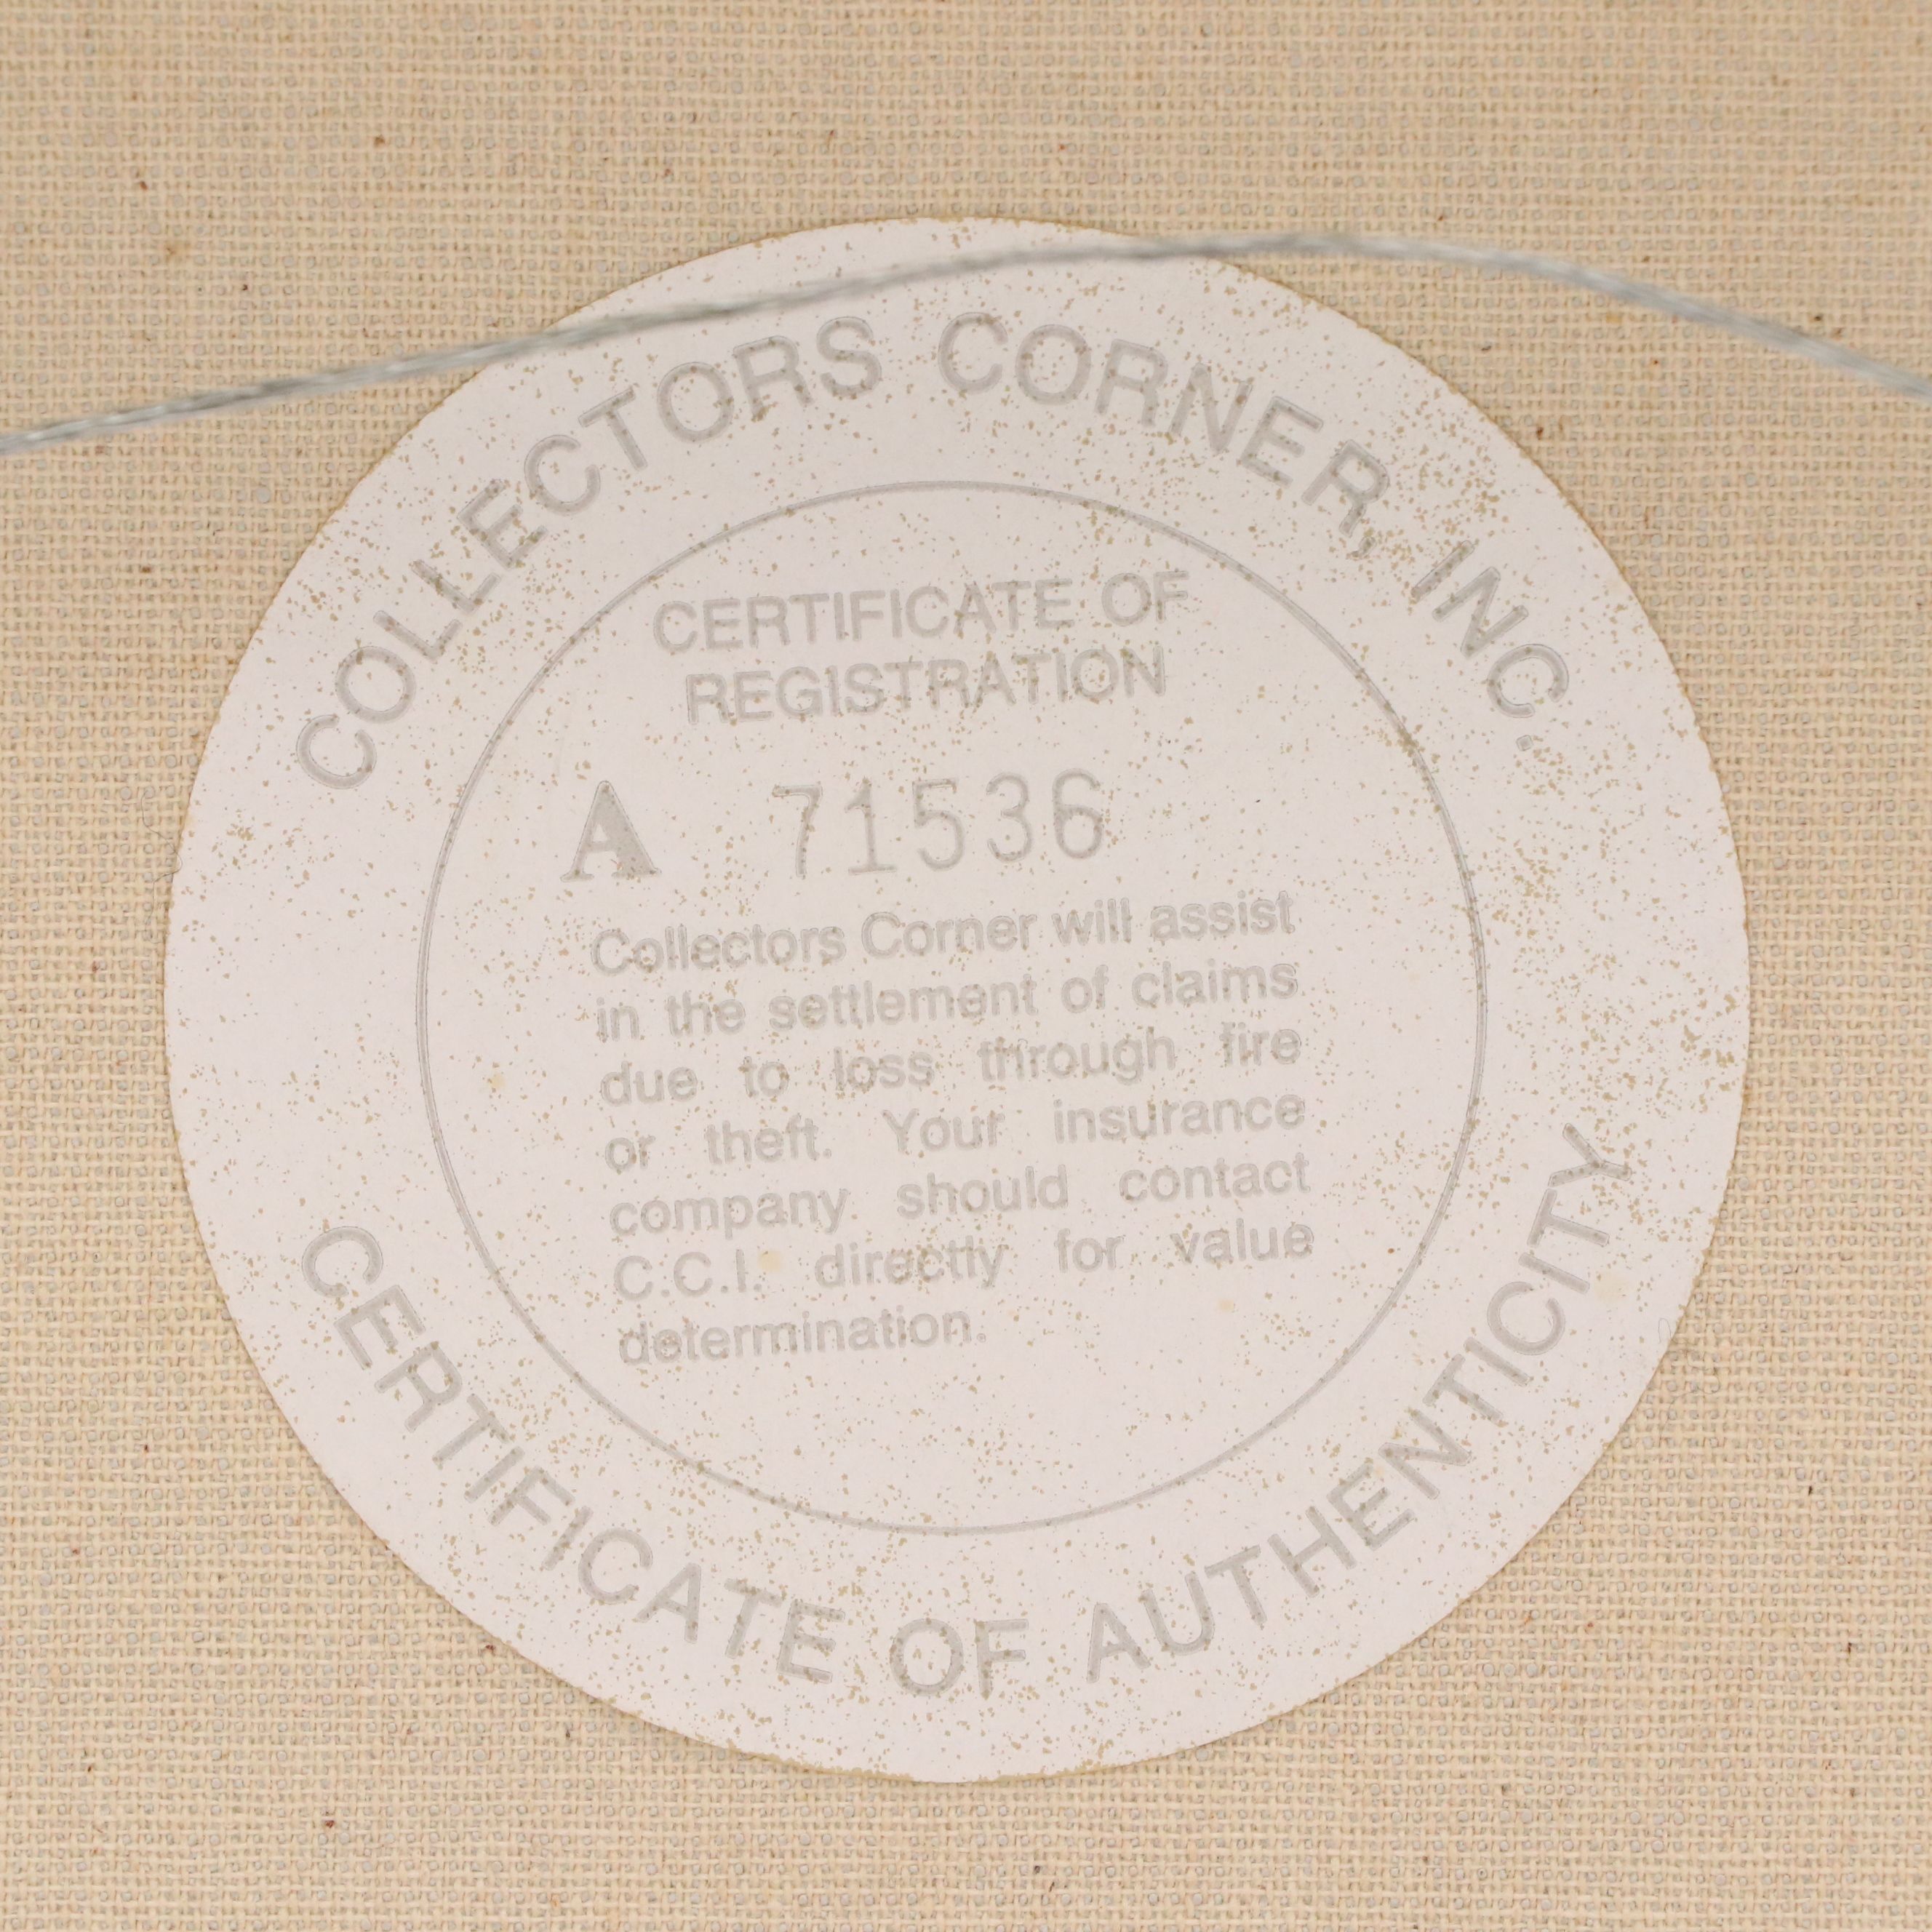 COLLECTORS CORNER, INC.
CERTIFICATE OF
REGISTRATION
A 71536
Collectors Corner will assist
in the settlement of claims
due to loss through fire
or theft. Your insurance
company should contact
C.C.I. directly for value
determination.
CERTIFICATE OF AUTHENTICITY